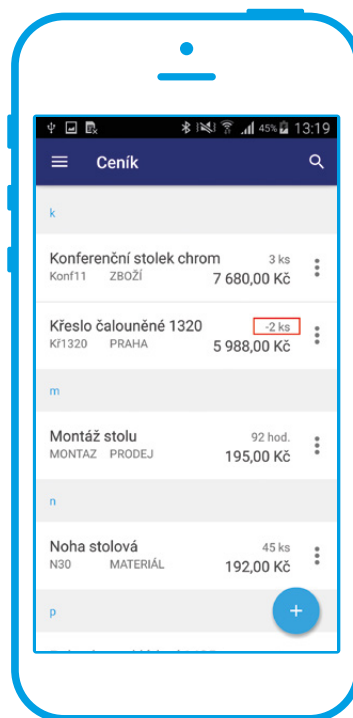 45% 13:19
Ceník
k
Konferenční stolek chrom 3 ks
Konf11 ZBOŽÍ 7 680,00 Kč
Křeslo čalouněné 1320 -2 ks
Kř1320 PRAHA 5 988,00 Kč
m
Montáž stolu 92 hod.
MONTAZ PRODEJ 195,00 Kč
n
Noha stolová 45 ks
N30 MATERIÁL 192,00 Kč
p